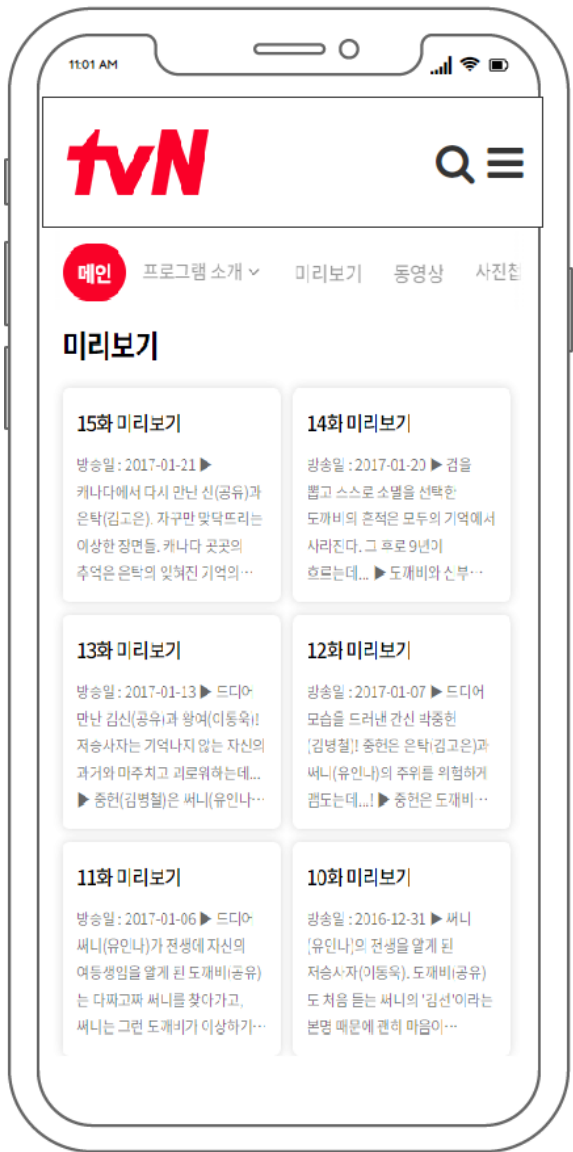 11:01 AM
tvN
메인
프로그램 소개
미리보기
동영상
사진첩
미리보기
15화 미리보기
방송일 : 2017-01-21 ▶
캐나다에서 다시 만난 신(공유)과
은탁(김고은). 자꾸만 맞닥뜨리는
이상한 장면들. 캐나다 곳곳의
추억은 은탁의 잊혀진 기억의…
14화 미리보기
방송일 : 2017-01-20 ▶ 검을
뽑고 스스로 소멸을 선택한
도깨비의 흔적은 모두의 기억에서
사라진다. 그 후로 9년이
흐르는데... ▶ 도깨비와 신부…
13화 미리보기
방송일 : 2017-01-13 ▶ 드디어
만난 김신(공유)과 왕여(이동욱)!
저승사자는 기억나지 않는 자신의
과거와 마주치고 괴로워하는데...
▶ 중헌(김병철)은 써니(유인나…
12화 미리보기
방송일 : 2017-01-07 ▶ 드디어
모습을 드러낸 간신 박중헌
(김병철)! 중헌은 은탁(김고은)과
써니(유인나)의 주위를 위험하게
맴도는데...! ▶ 중헌은 도깨비…
11화 미리보기
방송일 : 2017-01-06 ▶ 드디어
써니(유인나)가 전생에 자신의
여동생임을 알게 된 도깨비(공유)
는 다짜고짜 써니를 찾아가고,
써니는 그런 도깨비가 이상하기…
10화 미리보기
방송일 : 2016-12-31 ▶ 써니
(유인나)의 전생을 알게 된
저승사자(이동욱). 도깨비(공유)
도 처음 듣는 써니의 '김선'이라는
본명 때문에 괜히 마음이…